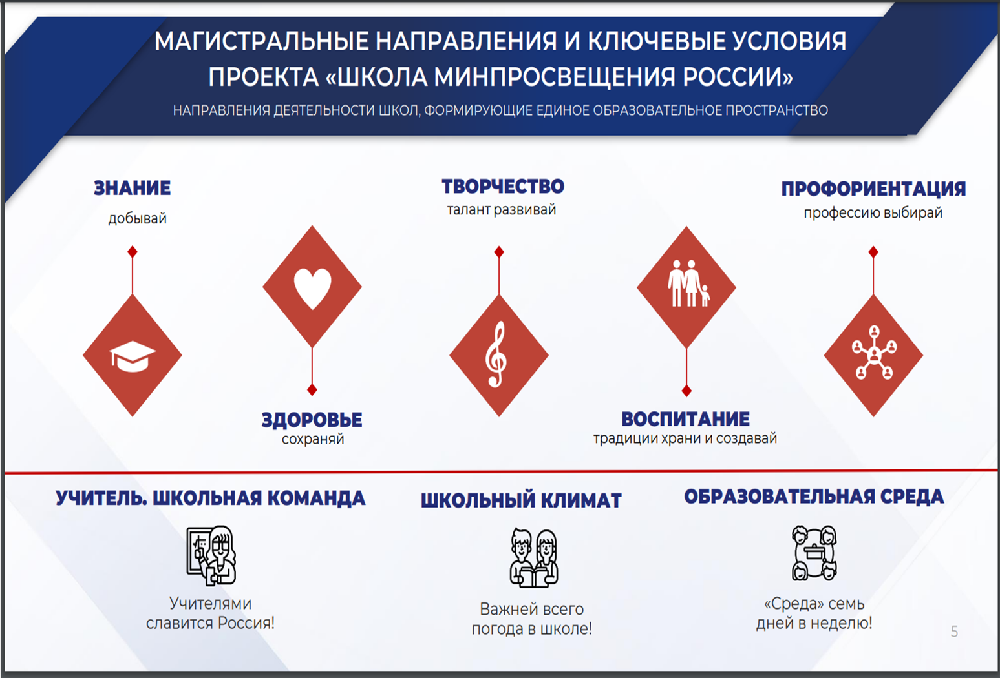 МАГИСТРАЛЬНЫЕ НАПРАВЛЕНИЯ И КЛЮЧЕВЫЕ УСЛОВИЯ
ПРОЕКТА «ШКОЛА МИНПРОСВЕЩЕНИЯ РОССИИ»
НАПРАВЛЕНИЯ ДЕЯТЕЛЬНОСТИ ШКОЛ, ФОРМИРУЮЩИЕ ЕДИНОЕ ОБРАЗОВАТЕЛЬНОЕ ПРОСТРАНСТВО
ЗНАНИЕ
добывай
ЗДОРОВЬЕ
сохраняй
ТВОРЧЕСТВО
талант развивай
ВОСПИТАНИЕ
традиции храни и создавай
ПРОФОРИЕНТАЦИЯ
профессию выбирай
УЧИТЕЛЬ. ШКОЛЬНАЯ КОМАНДА
Учителями
славится Россия!
ШКОЛЬНЫЙ КЛИМАТ
Важней всего
погода в школе!
ОБРАЗОВАТЕЛЬНАЯ СРЕДА
«Среда» семь
дней в неделю!
5